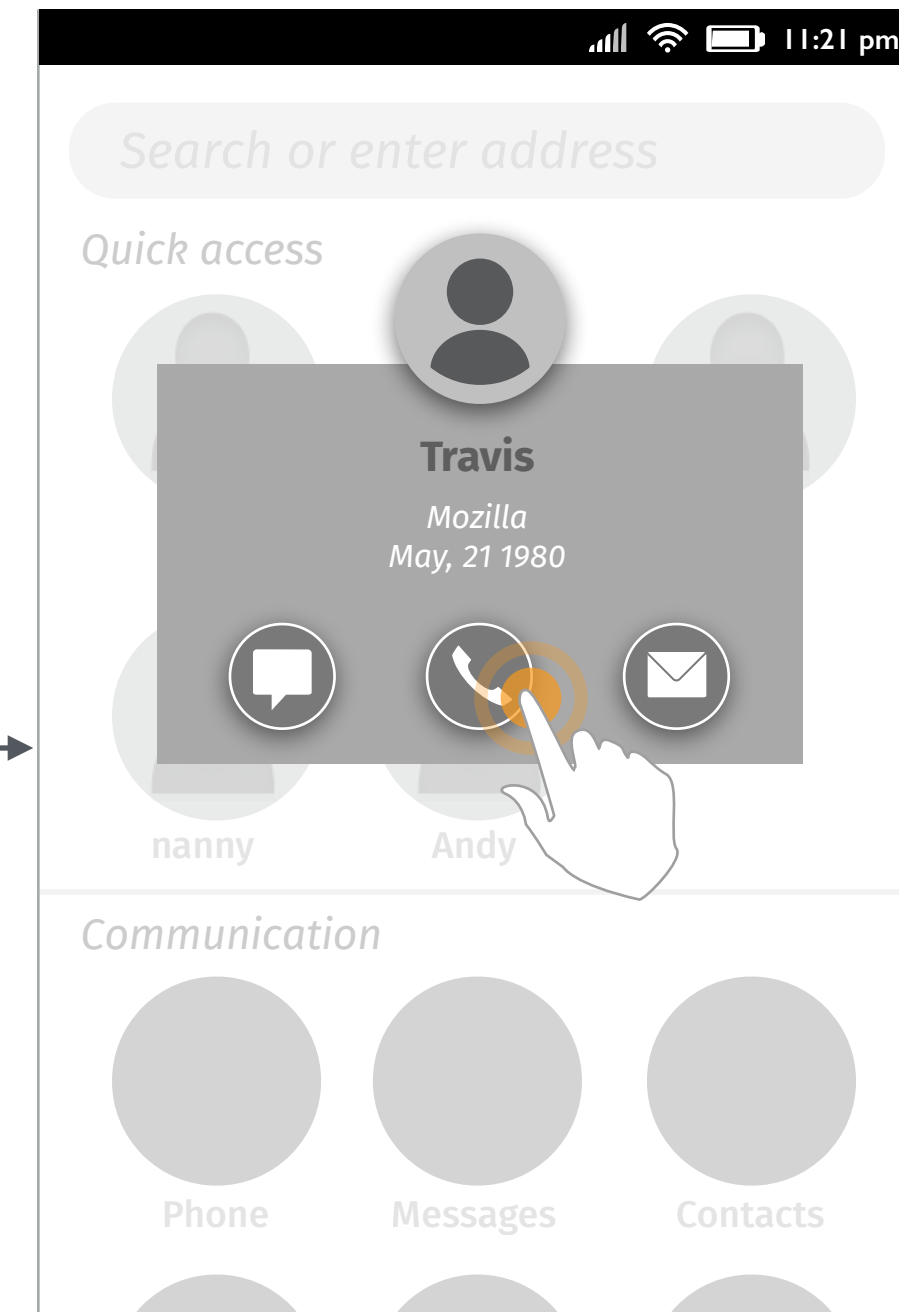 11:21 pm
Search or enter address
Quick access
Travis
Mozilla
May, 21 1980
nanny
Andy
Communication
Phone
Messages
Contacts